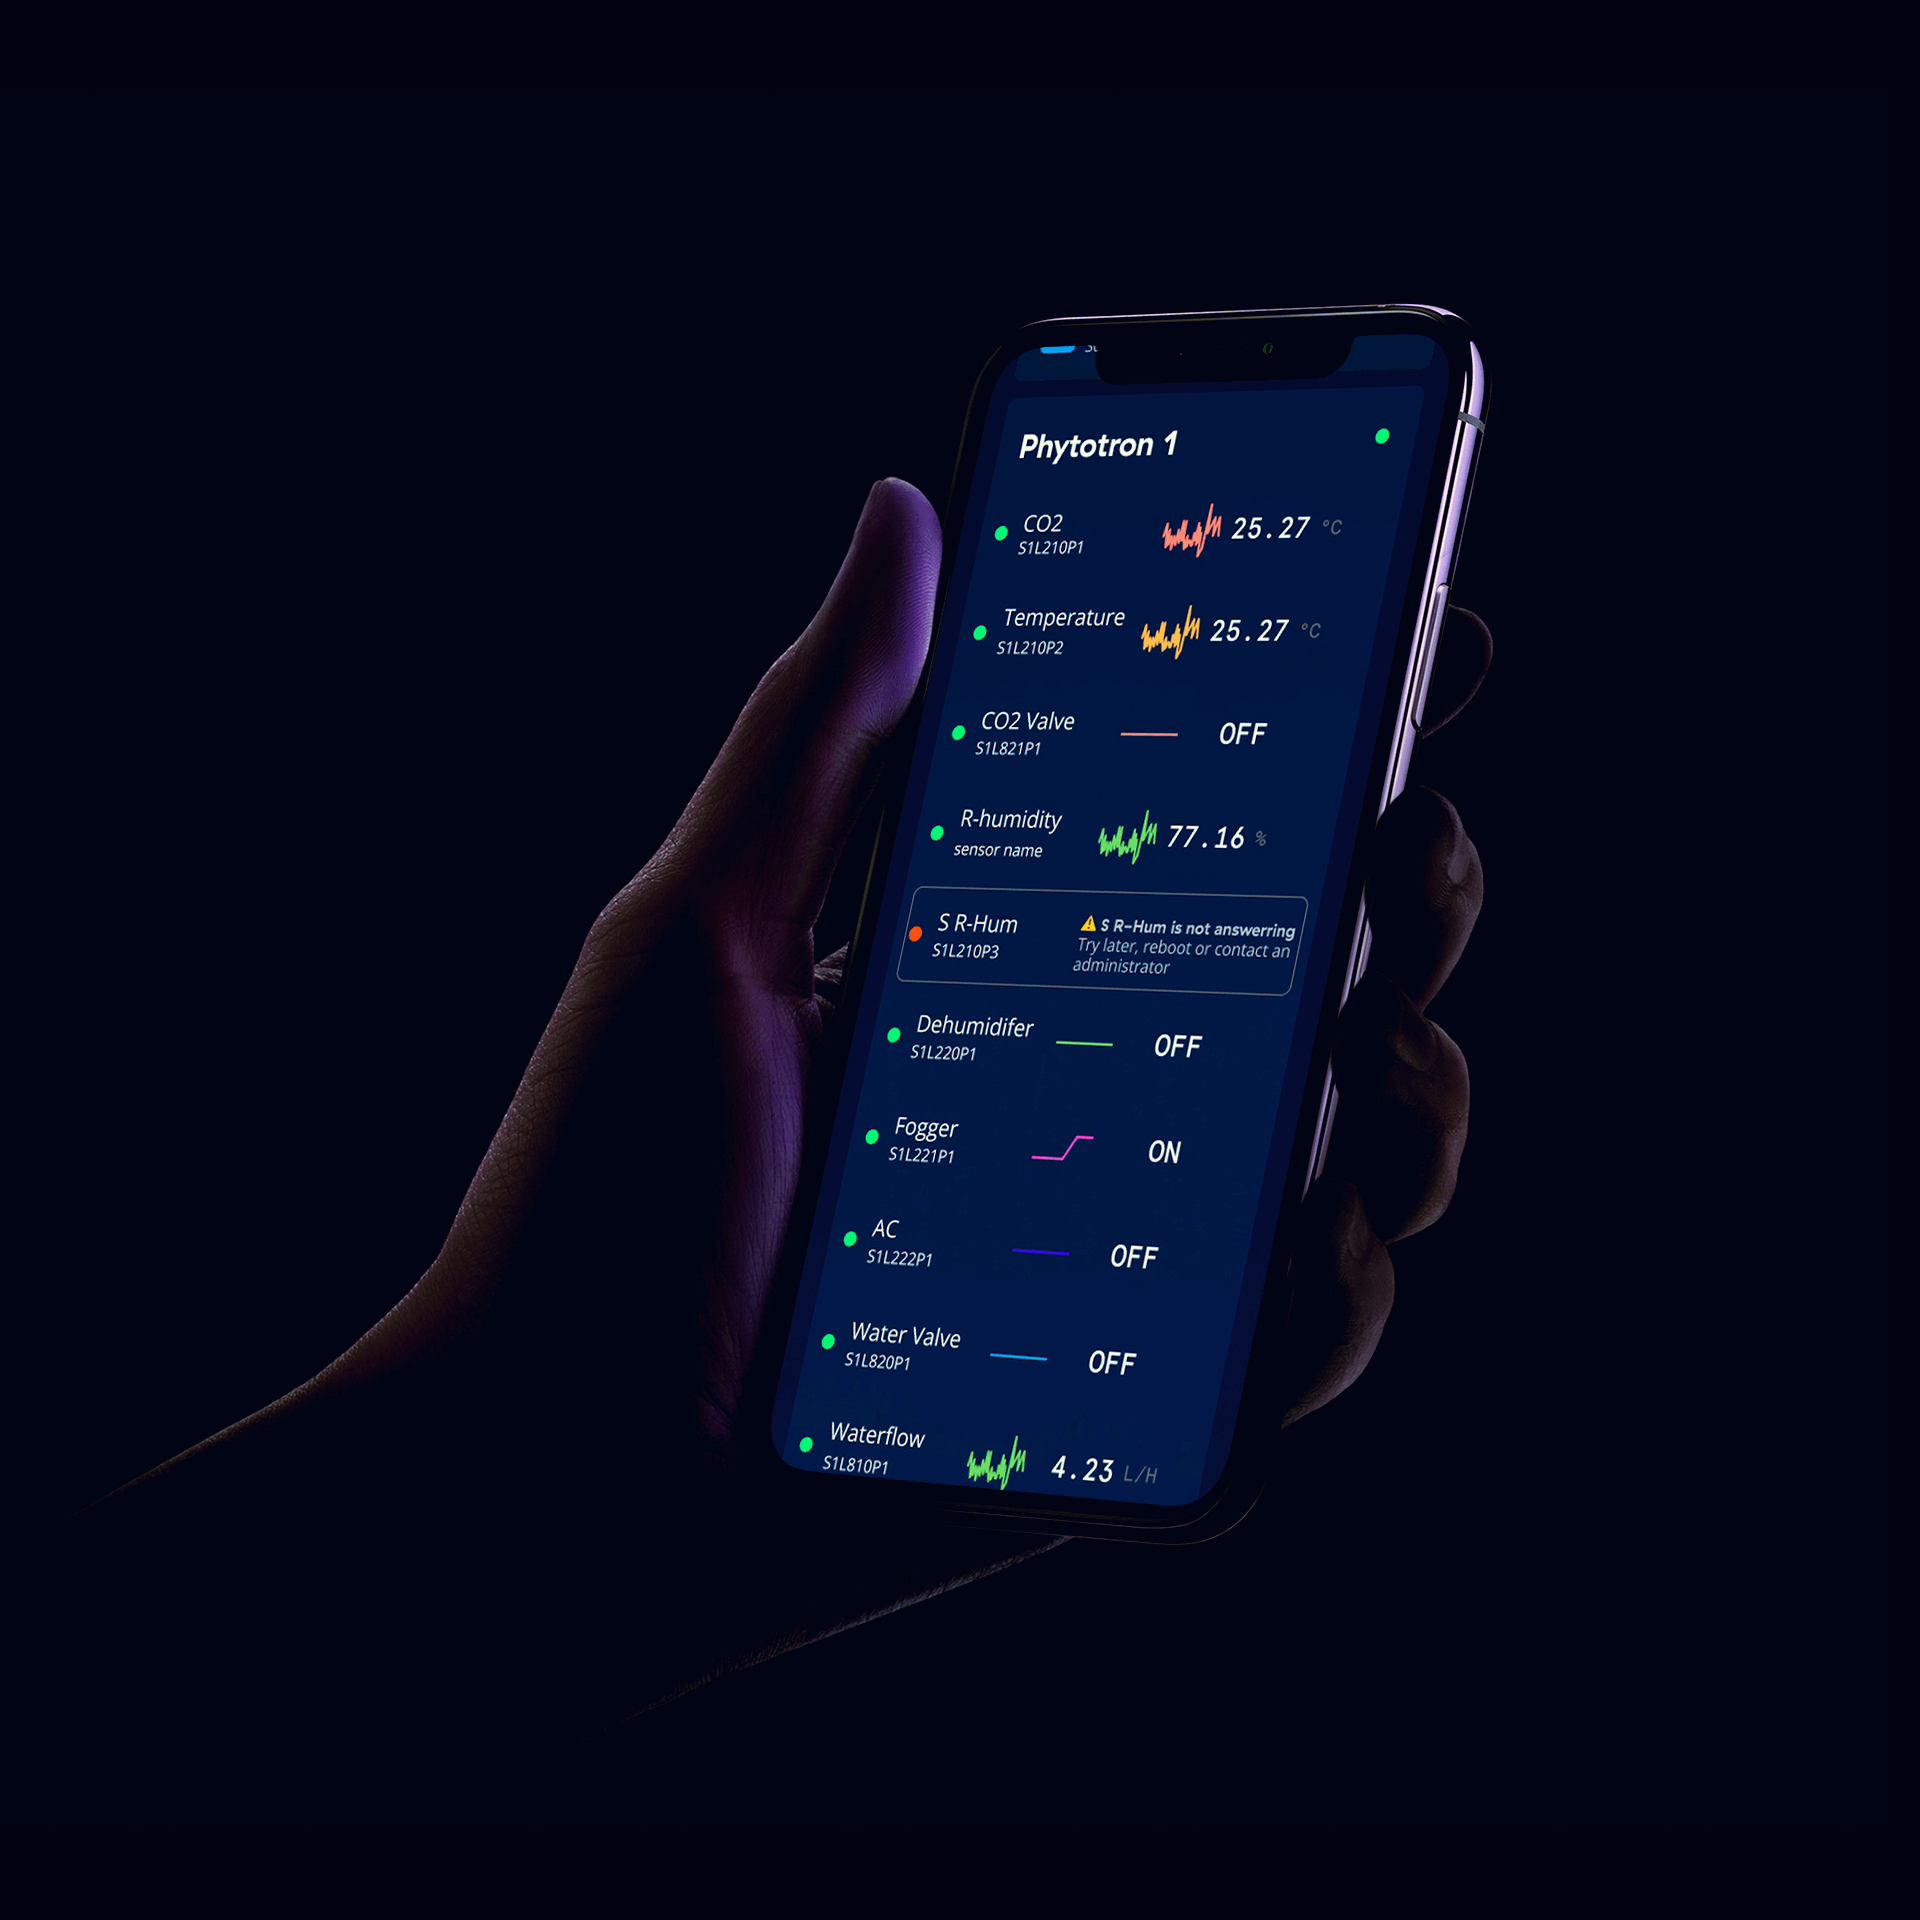 Phytotron 1
CO2
S1L210P1
25.27 °C
Temperature
S1L210P2
25.27 °C
CO2 Valve
S1L821P1
OFF
R-humidity
sensor name
77.16 %
S R-Hum
S1L210P3
⚠ S R-Hum is not answerring
Try later, reboot or contact an
administrator
Dehumidifer
S1L220P1
OFF
Fogger
S1L221P1
ON
AC
S1L222P1
OFF
Water Valve
S1L820P1
OFF
Waterflow
S1L810P1
4.23 L/H